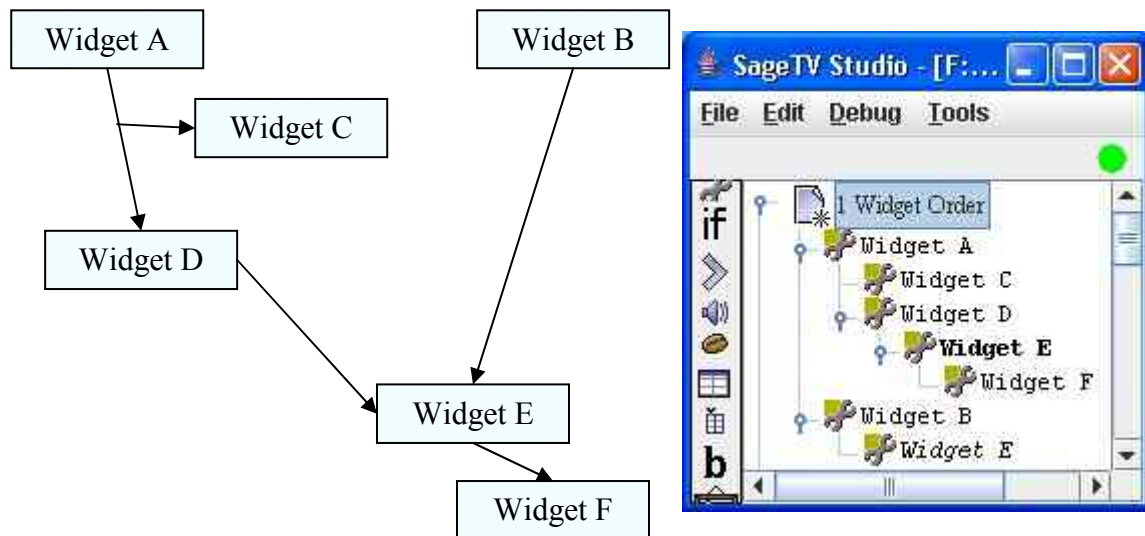 Widget A
Widget B
Widget C
Widget D
Widget E
Widget F
SageTV Studio - [F:...
File Edit Debug Tools
if
1 Widget Order
Widget A
Widget C
Widget D
Widget E
Widget F
Widget B
Widget E
b